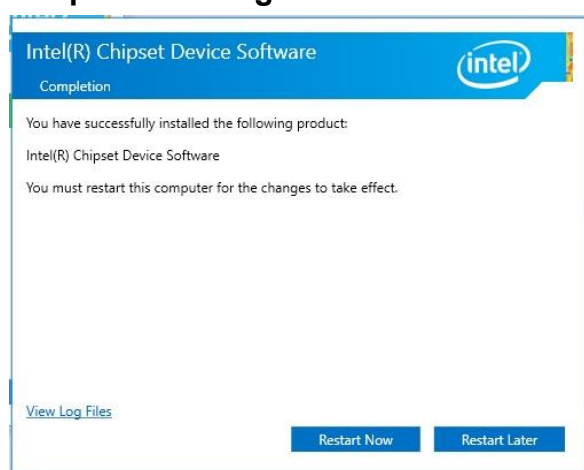 Intel(R) Chipset Device Software
intel
Completion
You have successfully installed the following product:
Intel(R) Chipset Device Software
You must restart this computer for the changes to take effect.
View Log Files
Restart Now
Restart Later